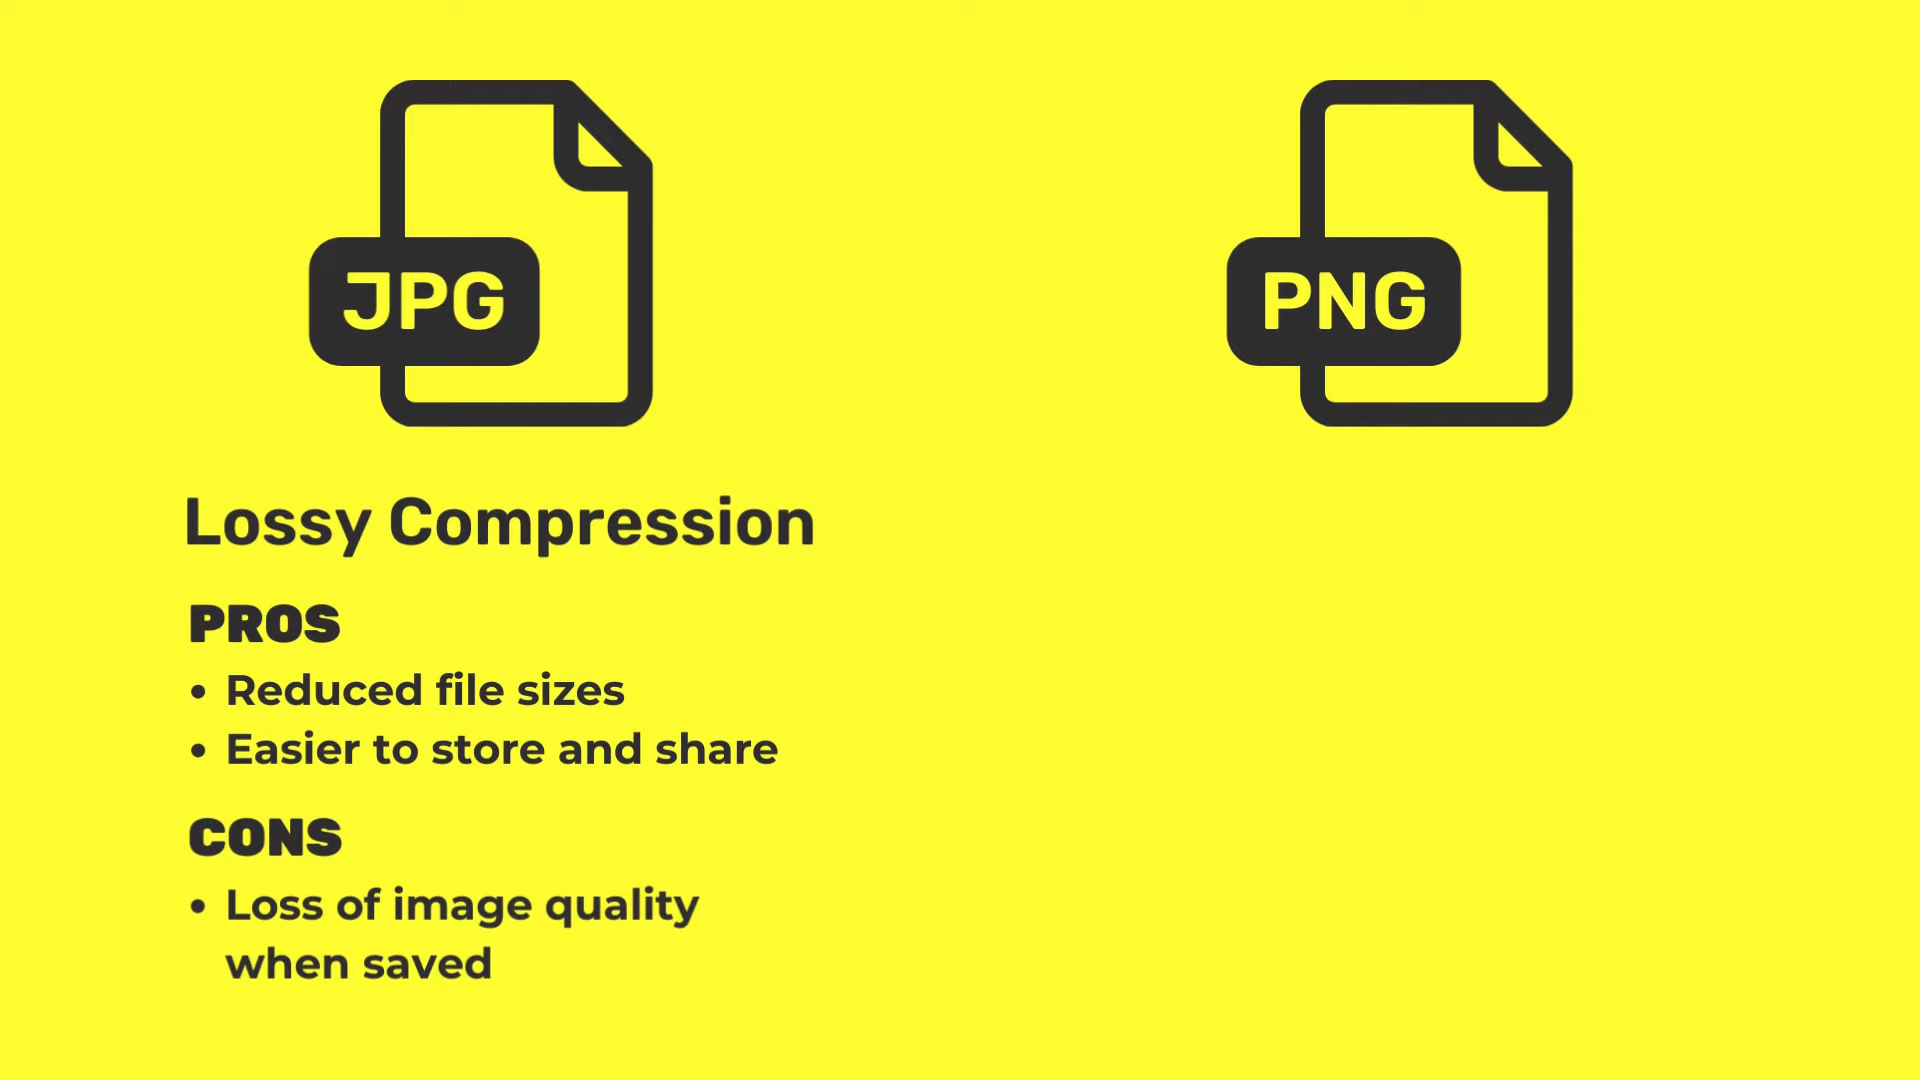 JPG
PNG
Lossy Compression
PROS
• Reduced file sizes
• Easier to store and share
CONS
• Loss of image quality
when saved